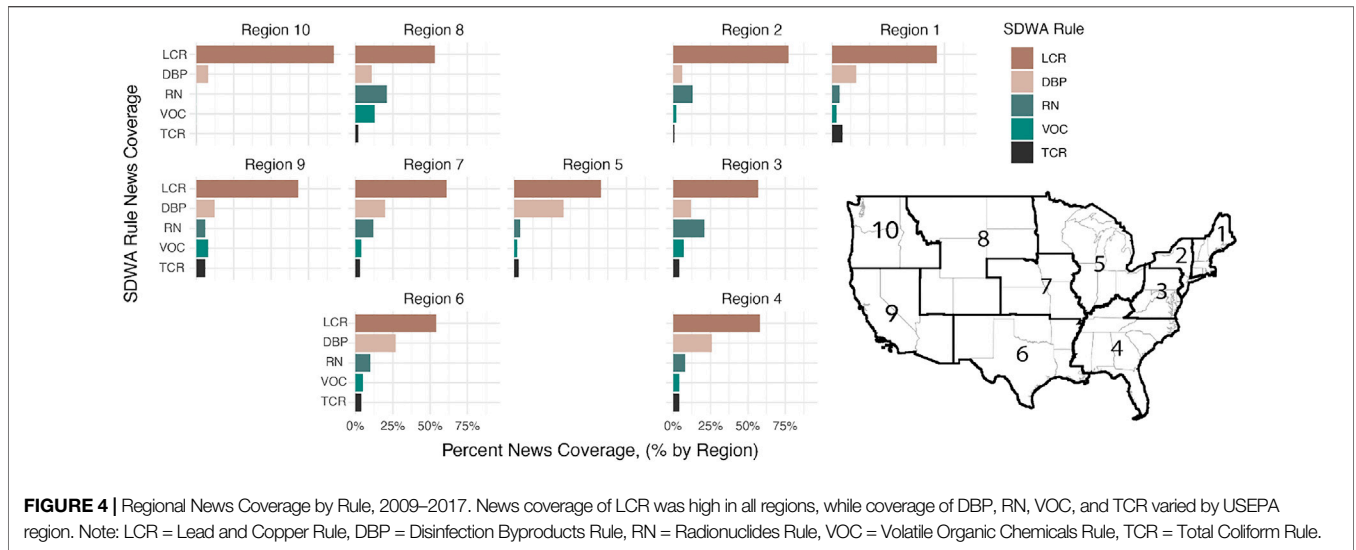 Region 10
Region 8
Region 2
Region 1
SDWA Rule
LCR
DBP
RN
VOC
TCR
LCR
DBP
RN
VOC
TCR
SDWA Rule News Coverage
Region 9
Region 7
Region 5
Region 3
LCR
DBP
RN
VOC
TCR
Region 6
Region 4
LCR
DBP
RN
VOC
TCR
0% 25% 50% 75%
0% 25% 50% 75%
Percent News Coverage, (% by Region)
10
8
1
2
5
3
7
9
6
4
FIGURE 4 | Regional News Coverage by Rule, 2009–2017. News coverage of LCR was high in all regions, while coverage of DBP, RN, VOC, and TCR varied by USEPA
region. Note: LCR = Lead and Copper Rule, DBP = Disinfection Byproducts Rule, RN = Radionuclides Rule, VOC = Volatile Organic Chemicals Rule, TCR = Total Coliform Rule.